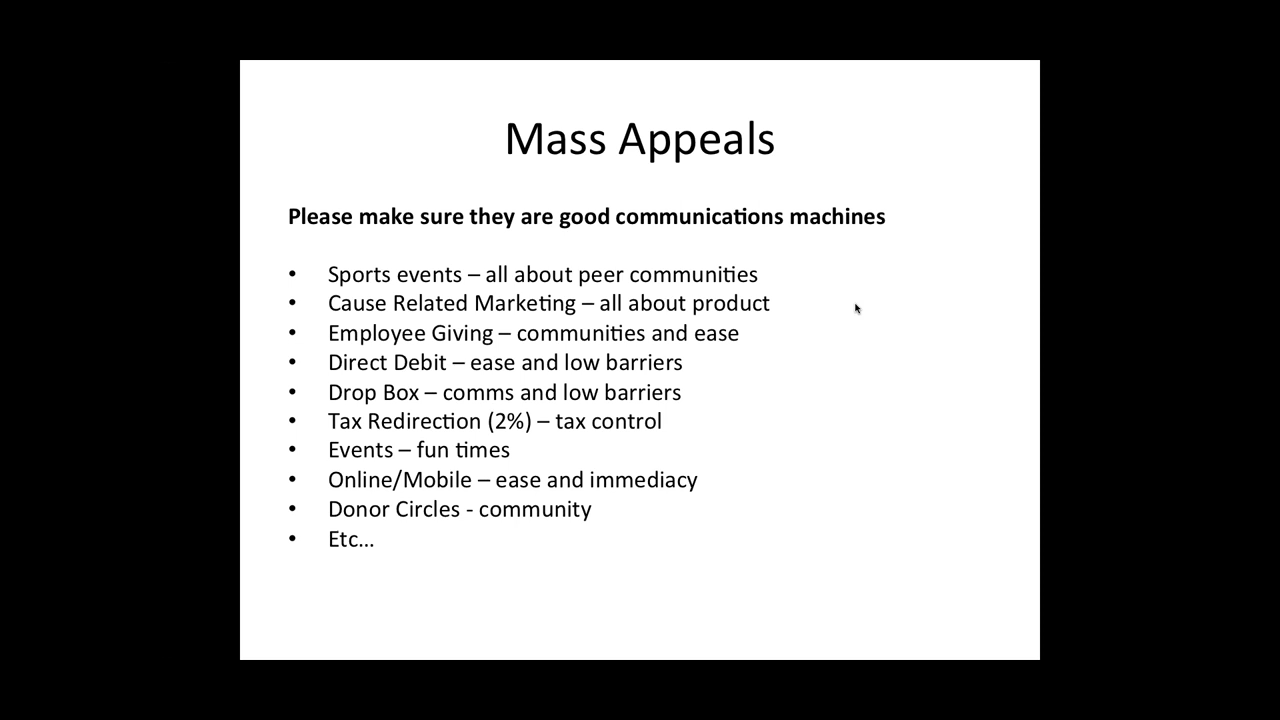 Mass Appeals
Please make sure they are good communications machines
• Sports events – all about peer communities
• Cause Related Marketing – all about product
• Employee Giving – communities and ease
• Direct Debit – ease and low barriers
• Drop Box – comms and low barriers
• Tax Redirection (2%) – tax control
• Events – fun times
• Online/Mobile – ease and immediacy
• Donor Circles - community
• Etc…